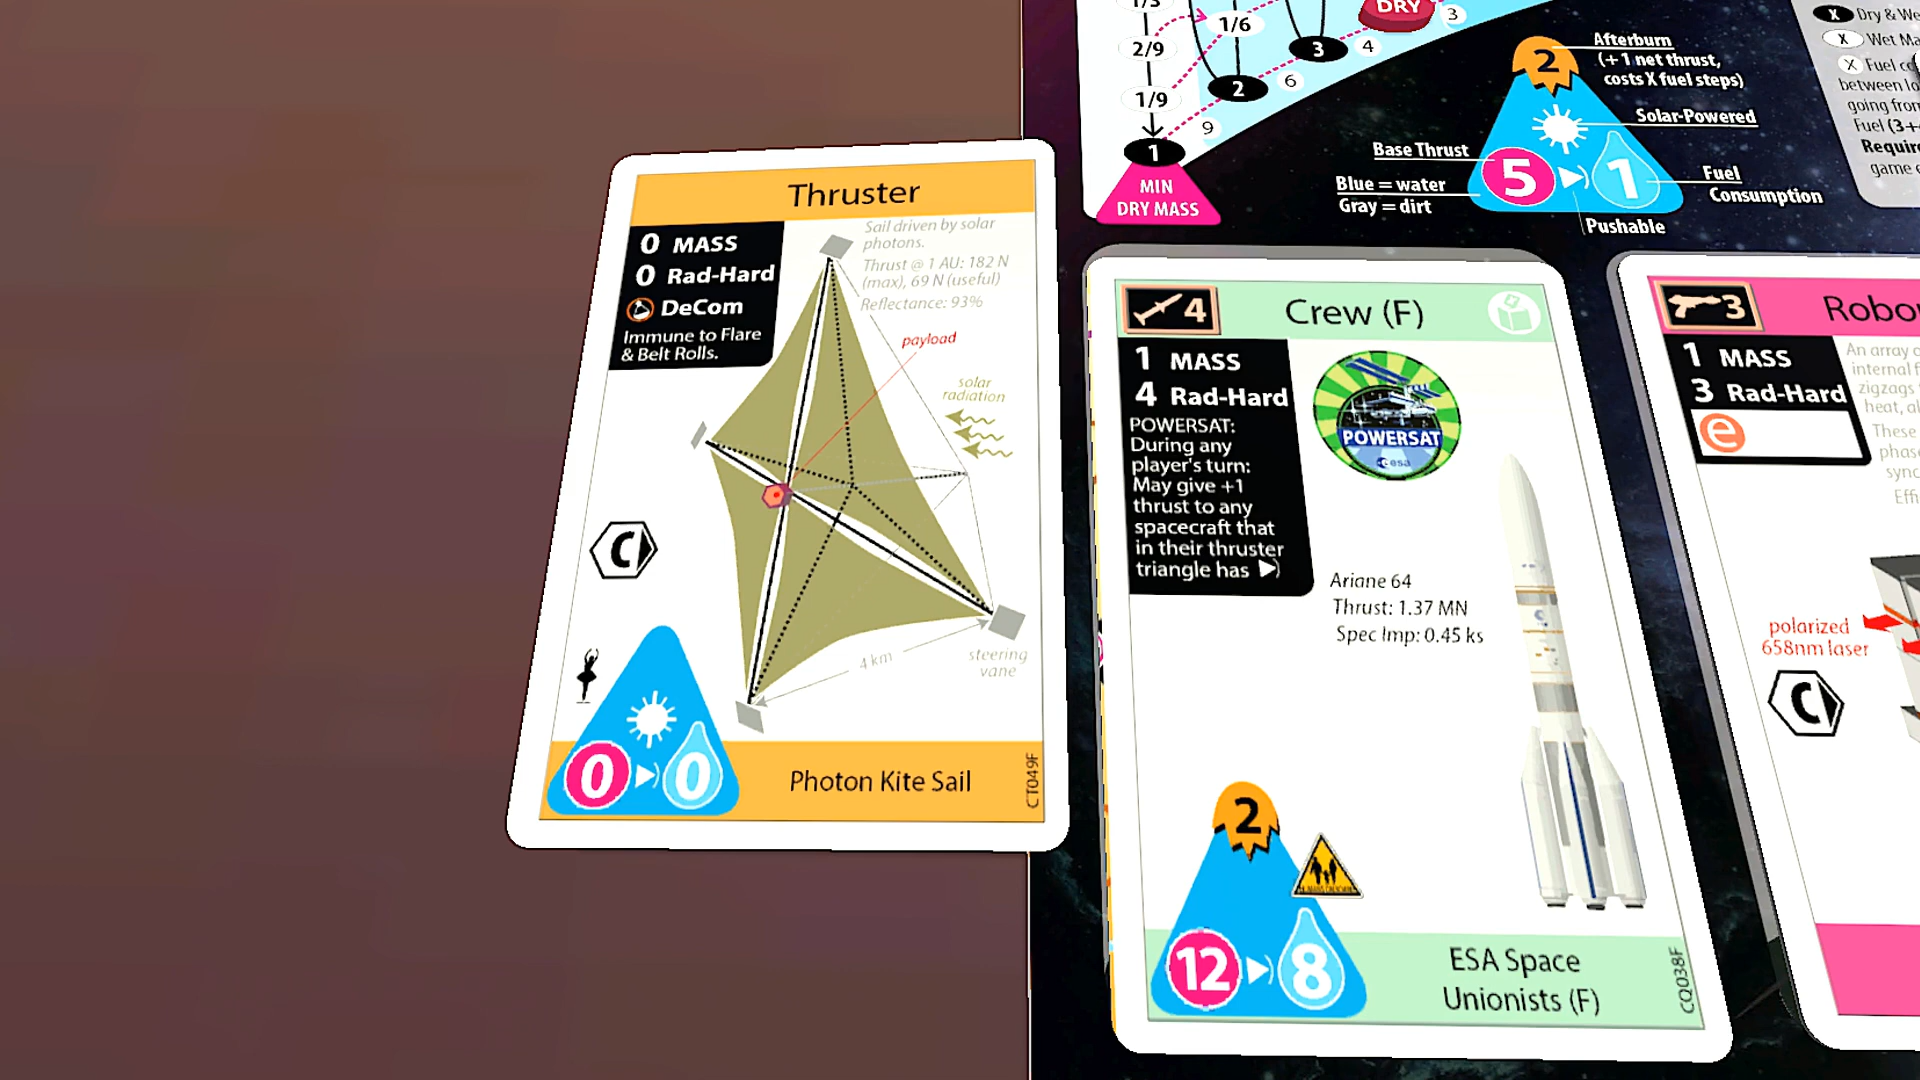 1/3
1/6
2/9
1/9
1
2
3
DRY
3
4
6
9
MIN
DRY MASS
2
Afterburn
(+ 1 net thrust,
costs X fuel steps)
Solar-Powered
Base Thrust
Blue = water
Gray = dirt
5
1
Fuel
Consumption
Pushable
X Dry & We
X Wet Ma
X Fuel co
between lo
going from
Fuel (3+
Require
game
Thruster
0 MASS
0 Rad-Hard
DeCom
Immune to Flare
& Belt Rolls.
Sail driven by solar
photons.
Thrust @ 1 AU: 182 N
(max), 69 N (useful)
Reflectance: 93%
payload
solar
radiation
C
4 km
steering
vane
0
0
Photon Kite Sail
CT049F
4
Crew (F)
1 MASS
4 Rad-Hard
POWERSAT:
During any
player's turn:
May give +1
thrust to any
spacecraft that
in their thruster
triangle has
POWERSAT
esa
Ariane 64
Thrust: 1.37 MN
Spec Imp: 0.45 ks
2
12
8
ESA Space
Unionists (F)
CQ038F
3
Robo
1 MASS
3 Rad-Hard
e
An array o
internal f
zigzags
heat, al
These
phas
sync
Effi
polarized
658nm laser
C